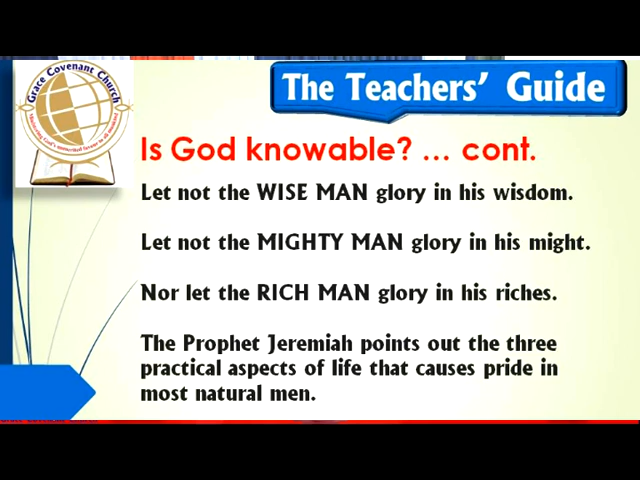 Grace Covenant Church
The Teachers' Guide
Is God knowable? ... cont.
Let not the WISE MAN glory in his wisdom.
Let not the MIGHTY MAN glory in his might.
Nor let the RICH MAN glory in his riches.
The Prophet Jeremiah points out the three
practical aspects of life that causes pride in
most natural men.